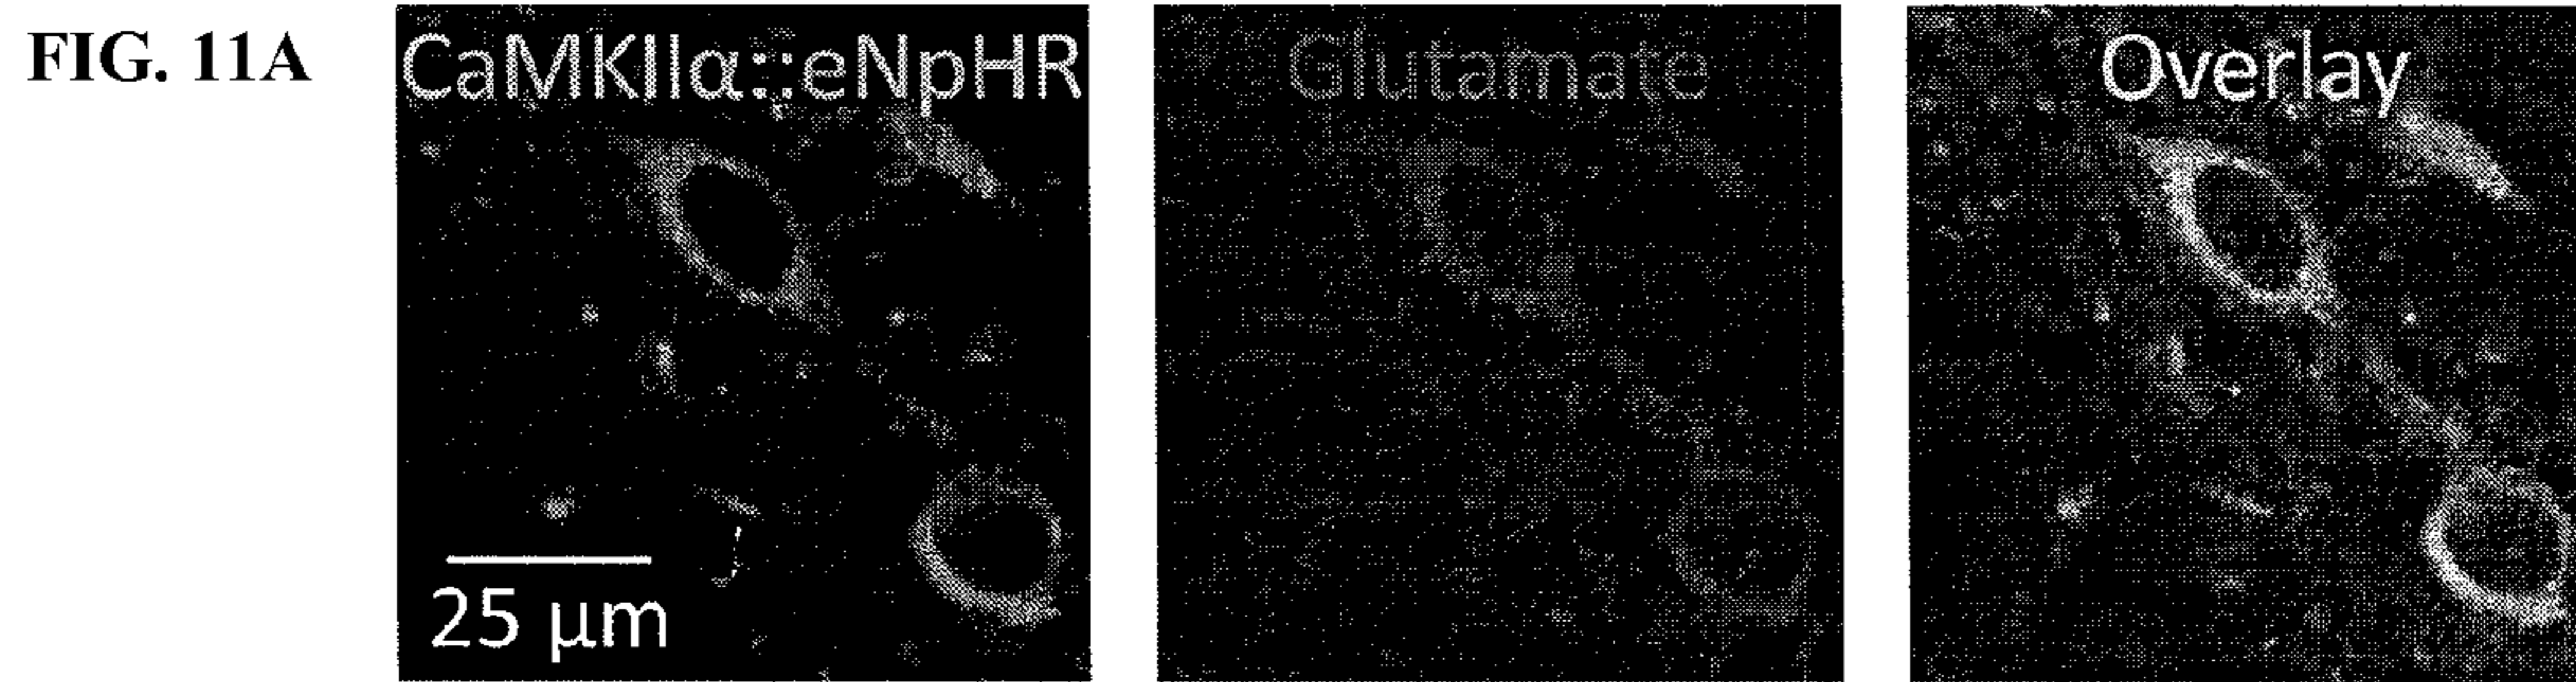 FIG. 11A
CaMKIIα::eNpHR
Glutamate
Overlay
25 μm